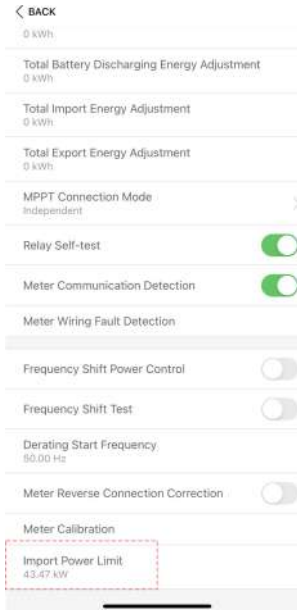 BACK
0 kWh
Total Battery Discharging Energy Adjustment
0 kWh
Total Import Energy Adjustment
0 kWh
Total Export Energy Adjustment
0 kWh
MPPT Connection Mode
Independent
Relay Self-test
Meter Communication Detection
Meter Wiring Fault Detection
Frequency Shift Power Control
Frequency Shift Test
Derating Start Frequency
50.00 Hz
Meter Reverse Connection Correction
Meter Calibration
Import Power Limit
43.47 kW